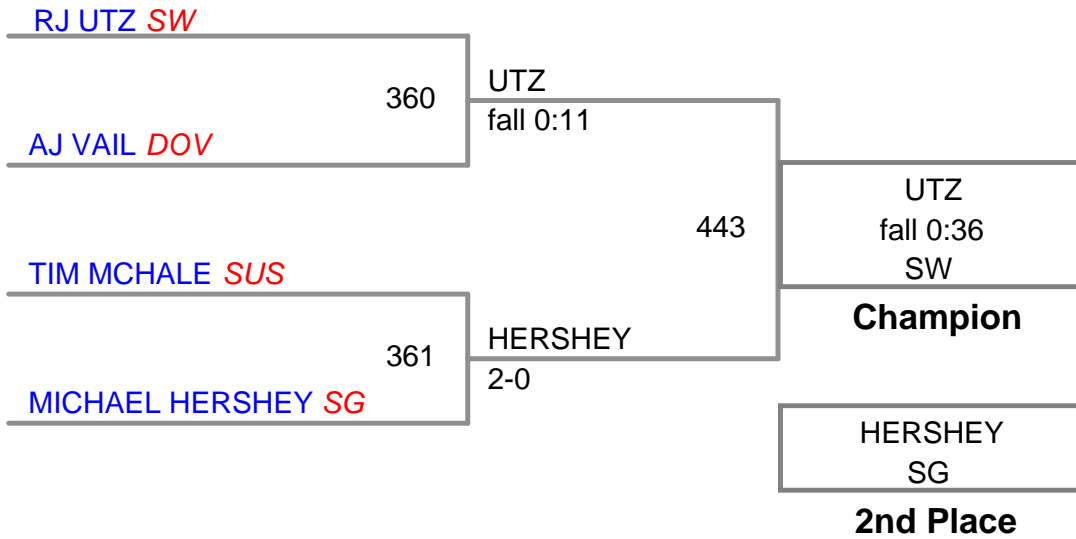 RJ UTZ SW
360
UTZ
fall 0:11
AJ VAIL DOV
443
UTZ
fall 0:36
SW
Champion
TIM MCHALE SUS
361
HERSHEY
2-0
MICHAEL HERSHEY SG
HERSHEY
SG
2nd Place